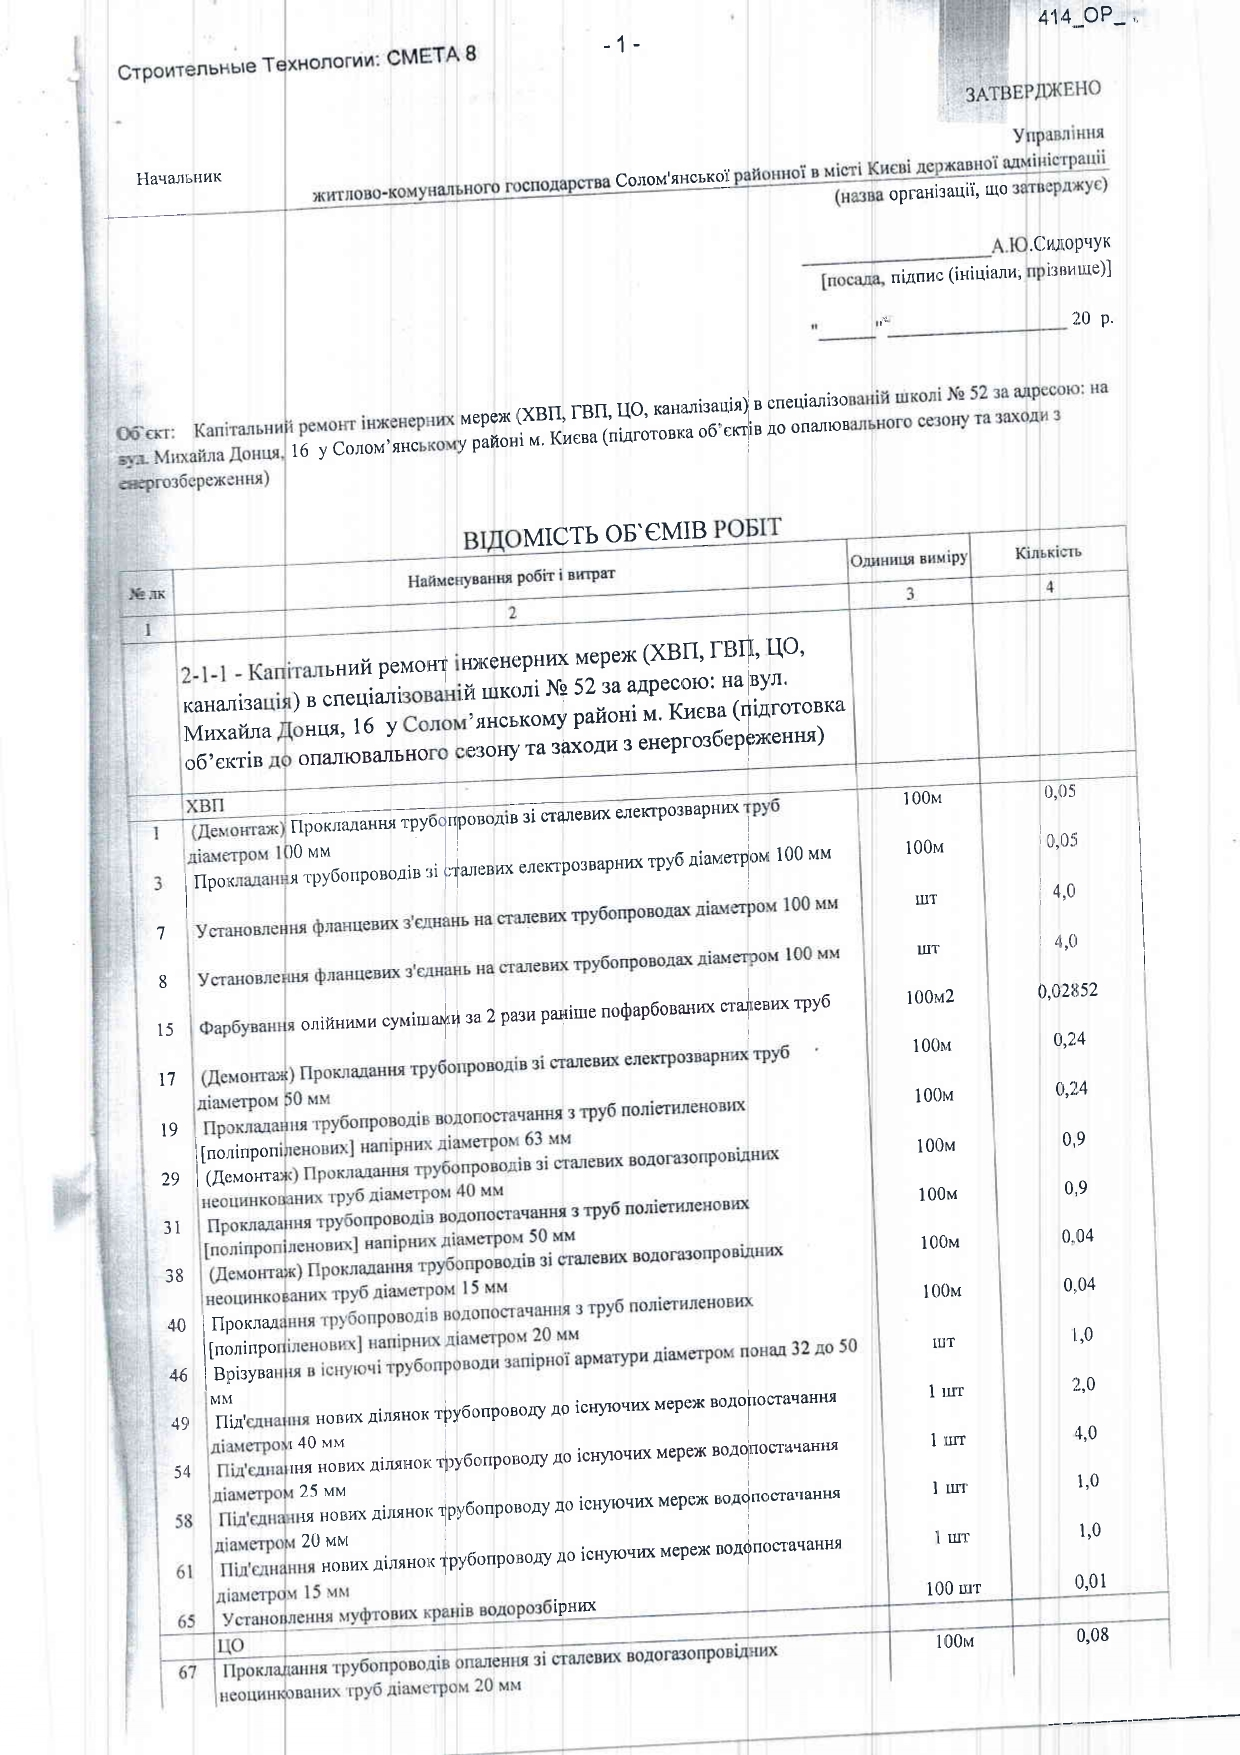 414_ОР_
Строительные Технологии: СМЕТА 8
- 1 -
ЗАТВЕРДЖЕНО
Управління
Начальник
житлово-комунального господарства Солом'янської районної в місті Києві державної адміністрації
(назва організації, що затверджує)
А.Ю.Сидорчук
[посада, підпис (ініціали, прізвище)]
"______"____________________ 20 р.
Об`єкт: Капітальний ремонт інженерних мереж (ХВП, ГВП, ЦО, каналізація) в спеціалізованій школі № 52 за адресою: на
вул. Михайла Донця, 16 у Солом’янському районі м. Києва (підготовка об’єктів до опалювального сезону та заходи з
енергозбереження)
ВІДОМІСТЬ ОБ`ЄМІВ РОБІТ
№ лк Найменування робіт і витрат Одиниця виміру Кількість
1 2 3 4
2-1-1 - Капітальний ремонт інженерних мереж (ХВП, ГВП, ЦО,
каналізація) в спеціалізованій школі № 52 за адресою: на вул.
Михайла Донця, 16 у Солом’янському районі м. Києва (підготовка
об’єктів до опалювального сезону та заходи з енергозбереження)
ХВП
1 (Демонтаж) Прокладання трубопроводів зі сталевих електрозварних труб 100м 0,05
діаметром 100 мм
3 Прокладання трубопроводів зі сталевих електрозварних труб діаметром 100 мм 100м 0,05
7 Установлення фланцевих з'єднань на сталевих трубопроводах діаметром 100 мм шт 4,0
8 Установлення фланцевих з'єднань на сталевих трубопроводах діаметром 100 мм шт 4,0
15 Фарбування олійними сумішами за 2 рази раніше пофарбованих сталевих труб 100м2 0,02852
17 (Демонтаж) Прокладання трубопроводів зі сталевих електрозварних труб 100м 0,24
діаметром 50 мм
19 Прокладання трубопроводів водопостачання з труб поліетиленових 100м 0,24
[поліпропіленових] напірних діаметром 63 мм
29 (Демонтаж) Прокладання трубопроводів зі сталевих водогазопровідних 100м 0,9
неоцинкованих труб діаметром 40 мм
31 Прокладання трубопроводів водопостачання з труб поліетиленових 100м 0,9
[поліпропіленових] напірних діаметром 50 мм
38 (Демонтаж) Прокладання трубопроводів зі сталевих водогазопровідних 100м 0,04
неоцинкованих труб діаметром 15 мм
40 Прокладання трубопроводів водопостачання з труб поліетиленових 100м 0,04
[поліпропіленових] напірних діаметром 20 мм
46 Врізування в існуючі трубопроводи запірної арматури діаметром понад 32 до 50 шт 1,0
мм
49 Під'єднання нових ділянок трубопроводу до існуючих мереж водопостачання 1 шт 2,0
діаметром 40 мм
54 Під'єднання нових ділянок трубопроводу до існуючих мереж водопостачання 1 шт 4,0
діаметром 25 мм
58 Під'єднання нових ділянок трубопроводу до існуючих мереж водопостачання 1 шт 1,0
діаметром 20 мм
61 Під'єднання нових ділянок трубопроводу до існуючих мереж водопостачання 1 шт 1,0
діаметром 15 мм
65 Установлення муфтових кранів водорозбірних 100 шт 0,01
ЦО
67 Прокладання трубопроводів опалення зі сталевих водогазопровідних 100м 0,08
неоцинкованих труб діаметром 20 мм